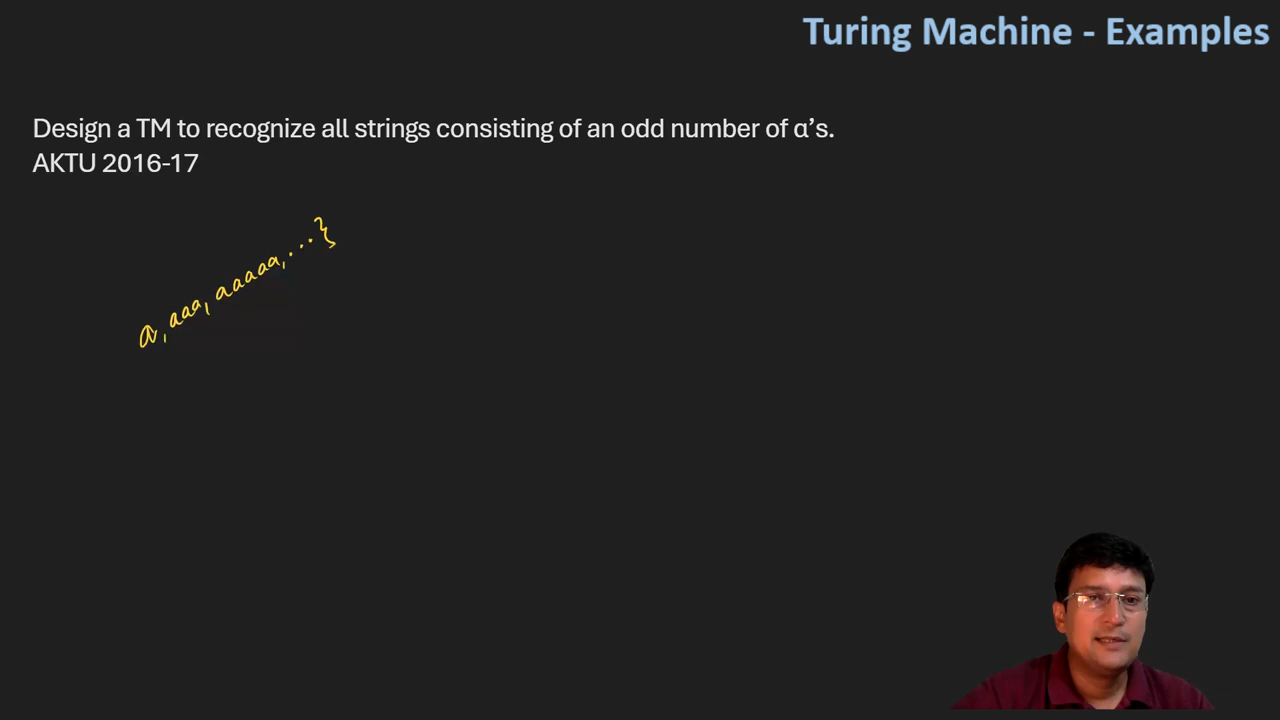 Turing Machine - Examples
Design a TM to recognize all strings consisting of an odd number of a’s.
AKTU 2016-17
a, aaa, aaaaa, ...}